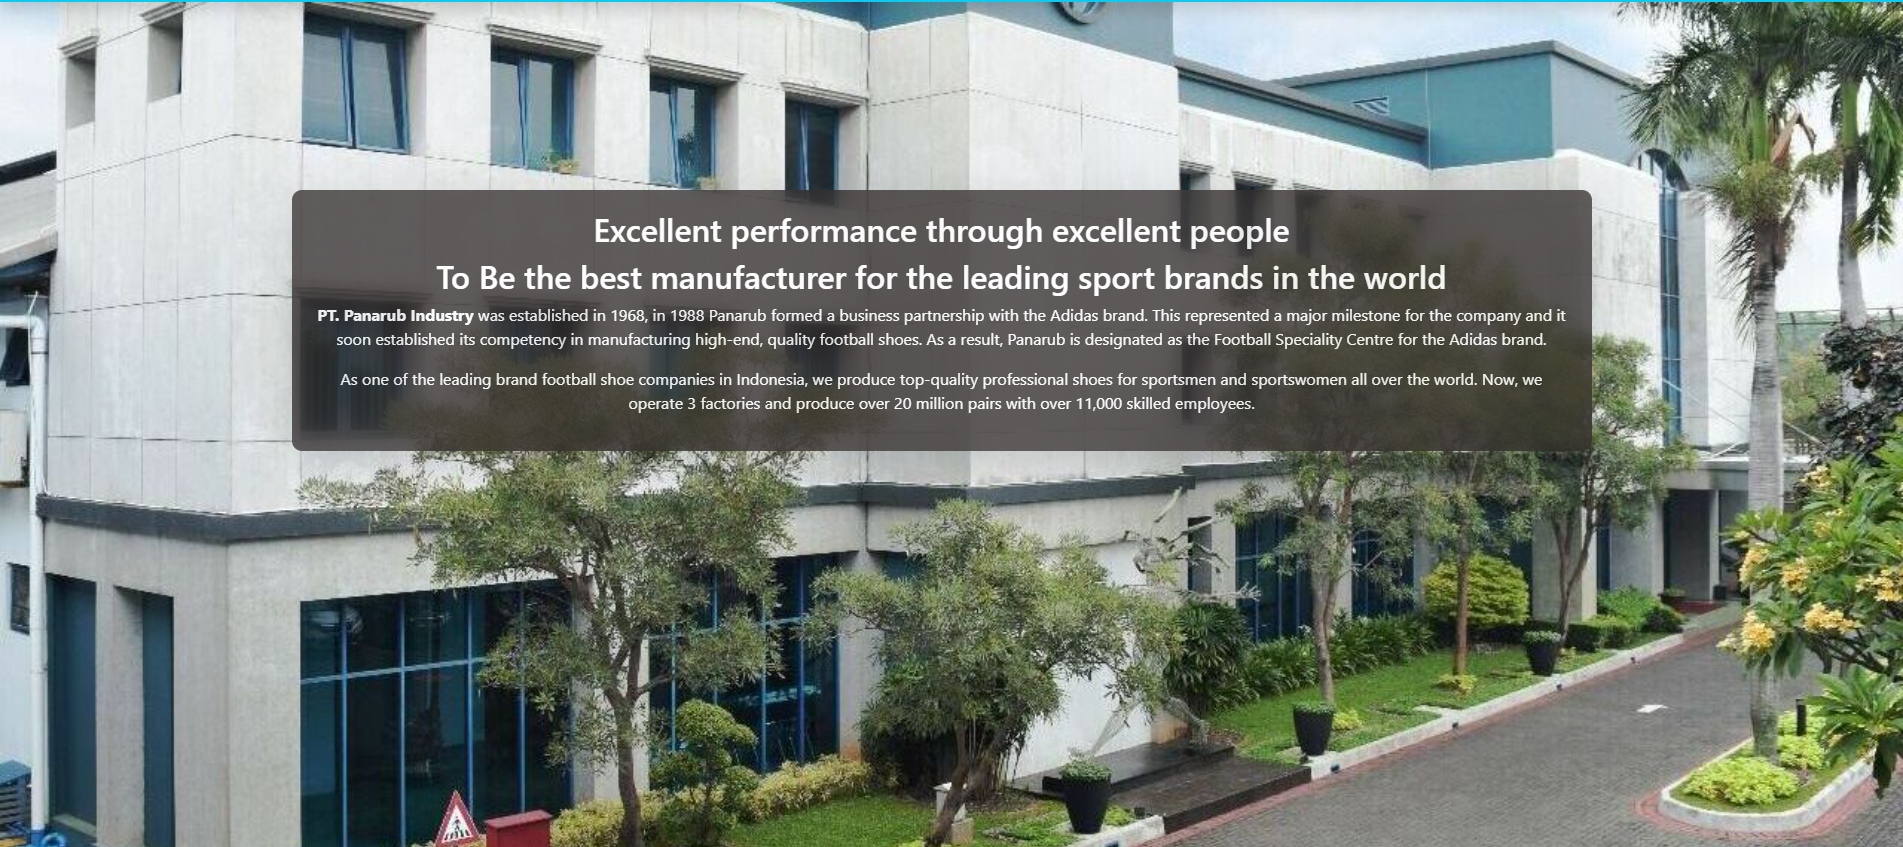 Excellent performance through excellent people
To Be the best manufacturer for the leading sport brands in the world
PT. Panarub Industry was established in 1968, in 1988 Panarub formed a business partnership with the Adidas brand. This represented a major milestone for the company and it
soon established its competency in manufacturing high-end, quality football shoes. As a result, Panarub is designated as the Football Speciality Centre for the Adidas brand.
As one of the leading brand football shoe companies in Indonesia, we produce top-quality professional shoes for sportsmen and sportswomen all over the world. Now, we
operate 3 factories and produce over 20 million pairs with over 11,000 skilled employees.